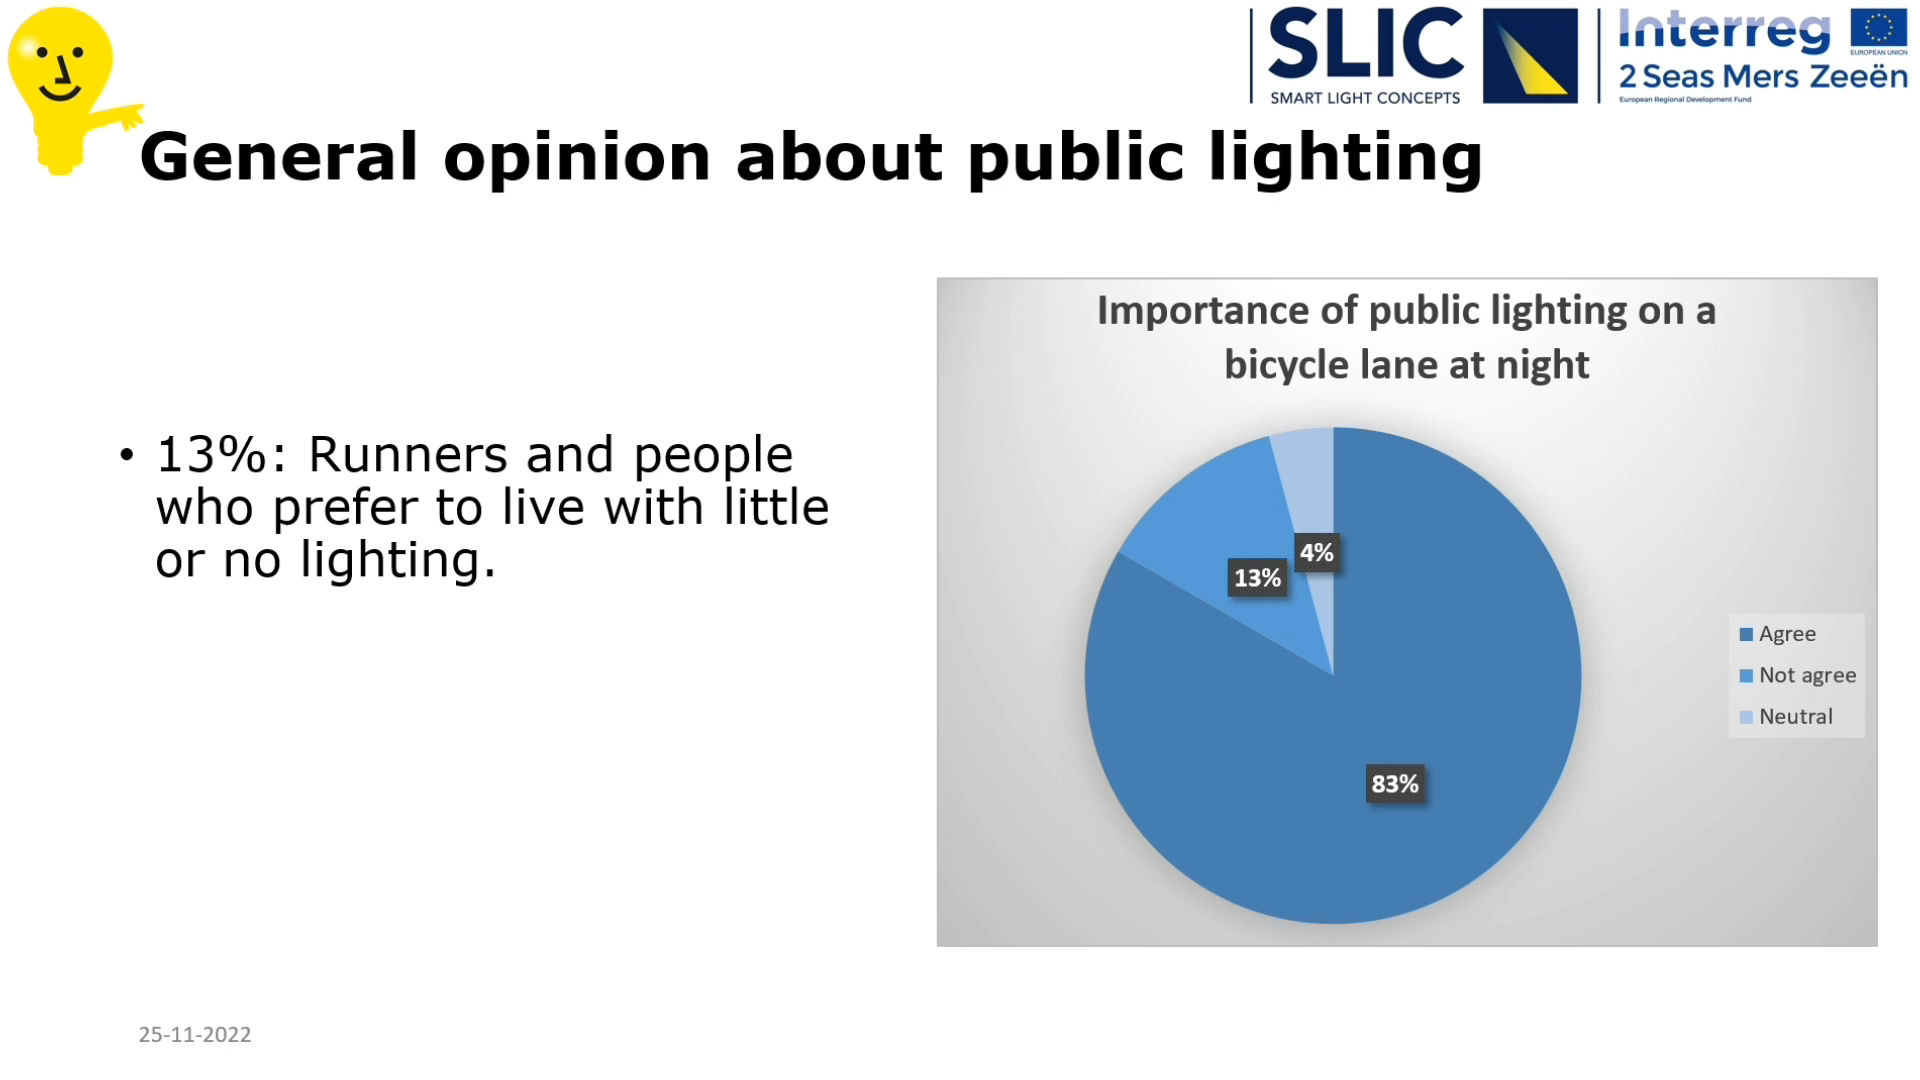 SLIC
SMART LIGHT CONCEPTS
Interreg
EUROPEAN UNION
2 Seas Mers Zeeën
European Regional Development Fund
General opinion about public lighting
• 13%: Runners and people
who prefer to live with little
or no lighting.
Importance of public lighting on a
bicycle lane at night
4%
13%
83%
Agree
Not agree
Neutral
25-11-2022